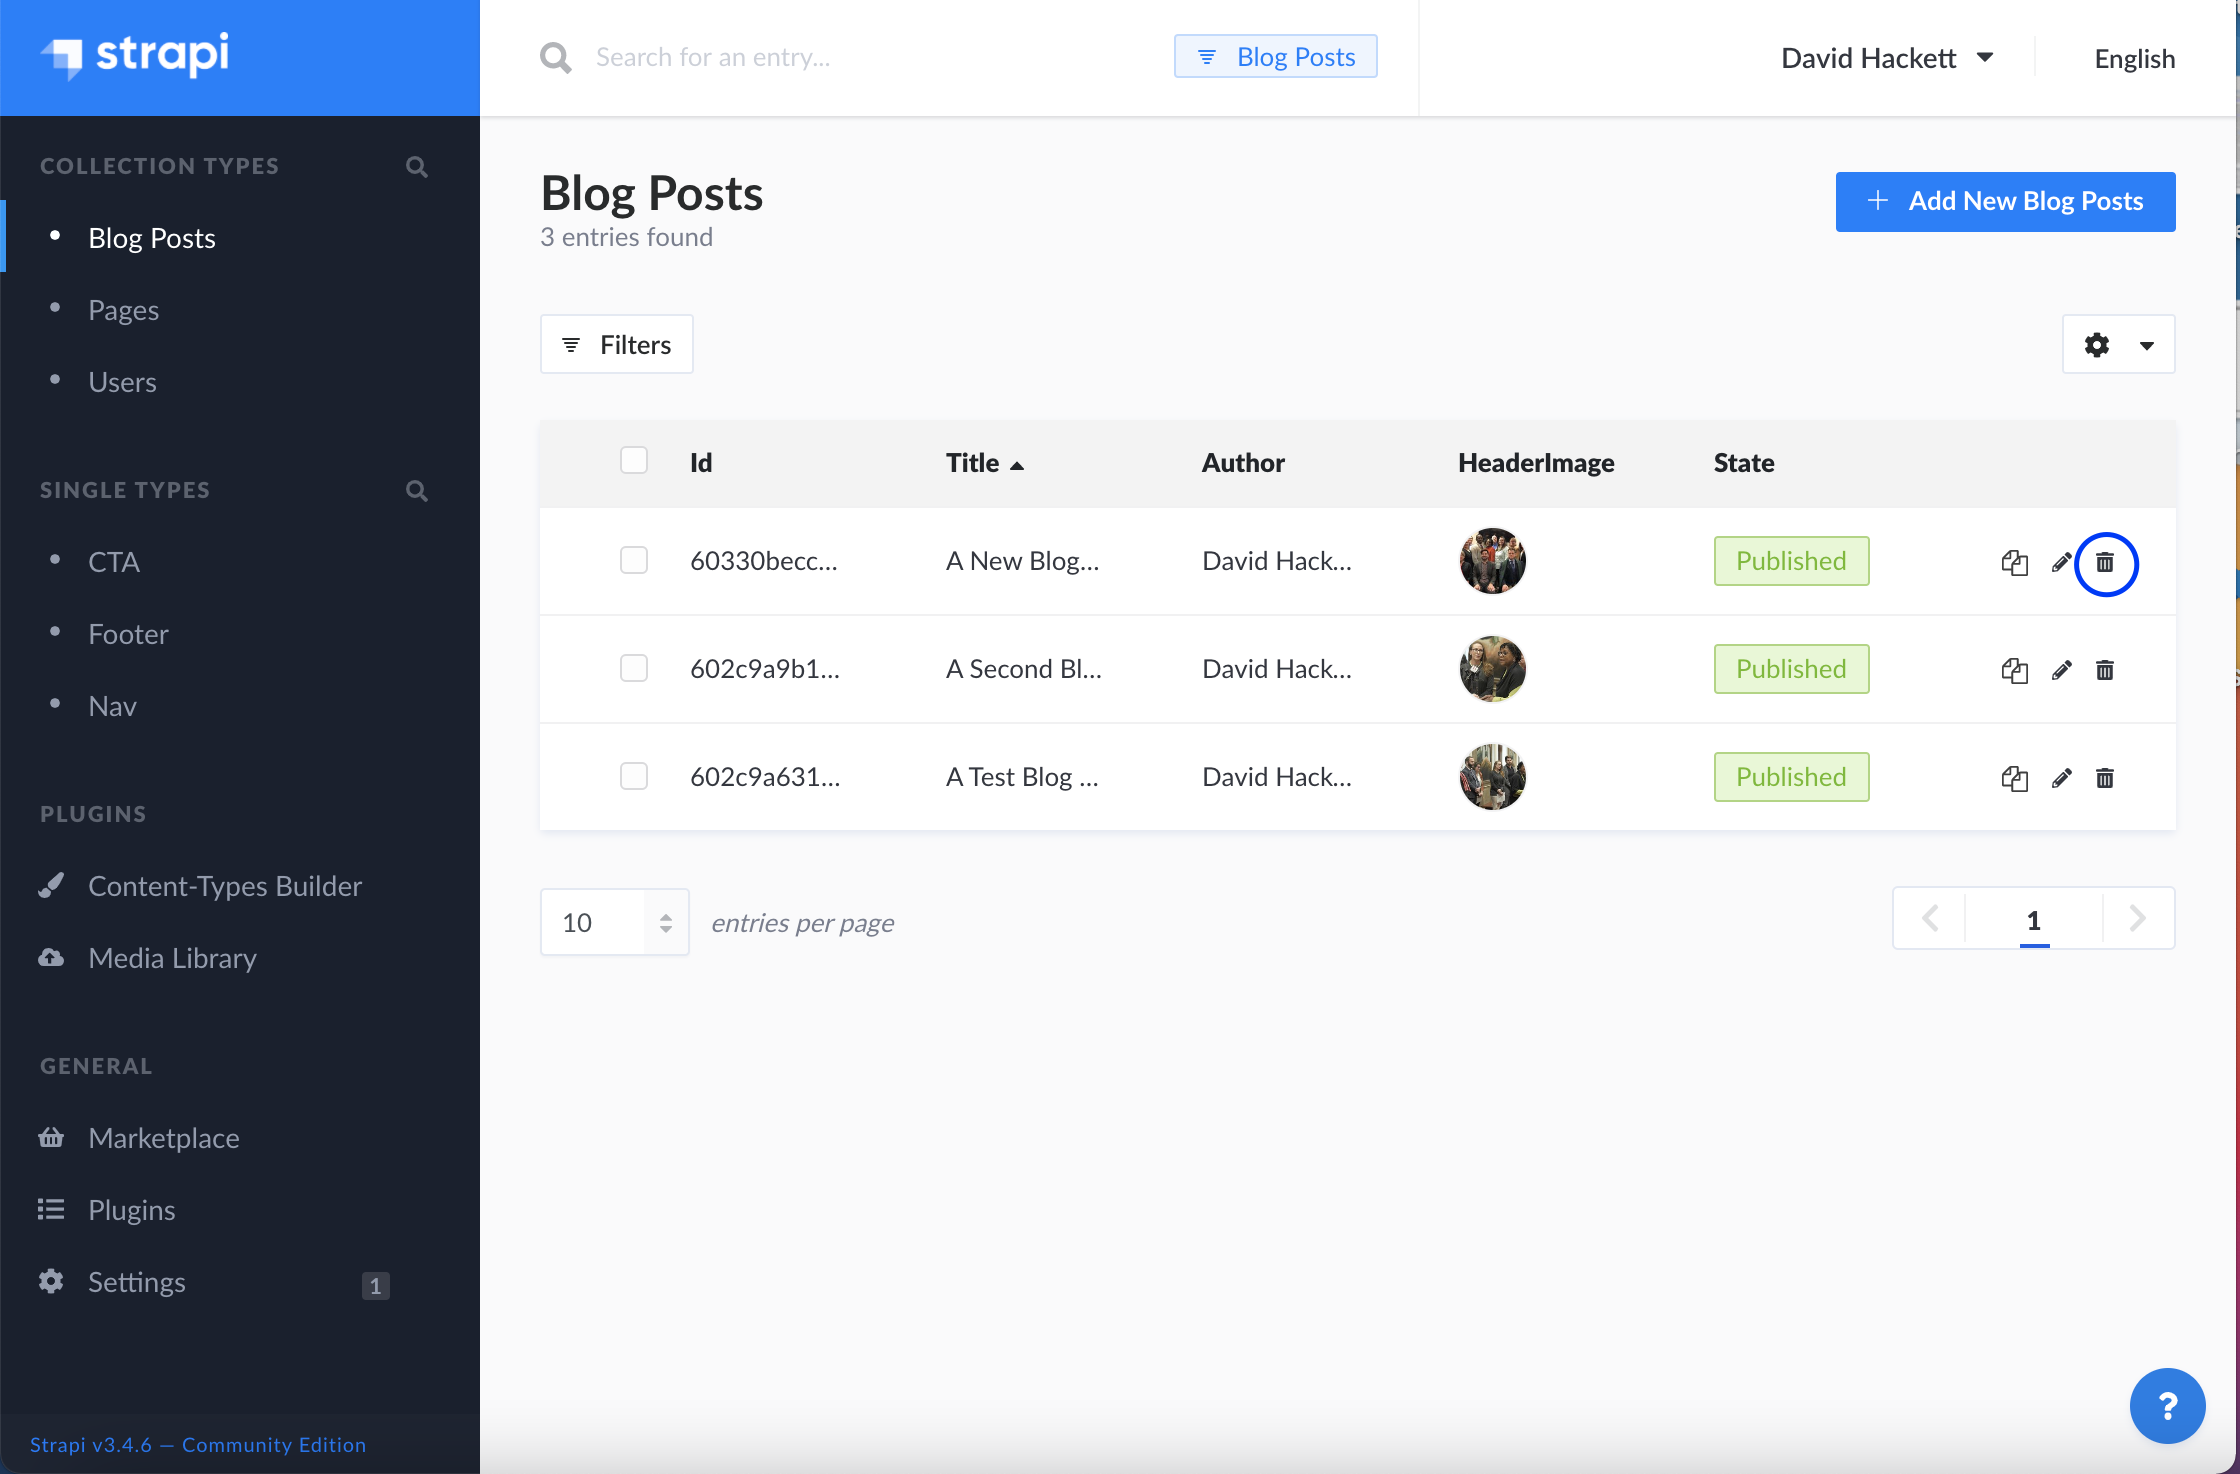 strapi
Search for an entry...
Blog Posts
David Hackett
English
COLLECTION TYPES
Blog Posts
Pages
Users
SINGLE TYPES
CTA
Footer
Nav
PLUGINS
Content-Types Builder
Media Library
GENERAL
Marketplace
Plugins
Settings 1
Strapi v3.4.6 — Community Edition
Blog Posts
3 entries found
Add New Blog Posts
Filters
Id Title Author HeaderImage State
60330becc... A New Blog... David Hack... Published
602c9a9b1... A Second Bl... David Hack... Published
602c9a631... A Test Blog ... David Hack... Published
10 entries per page
1
?